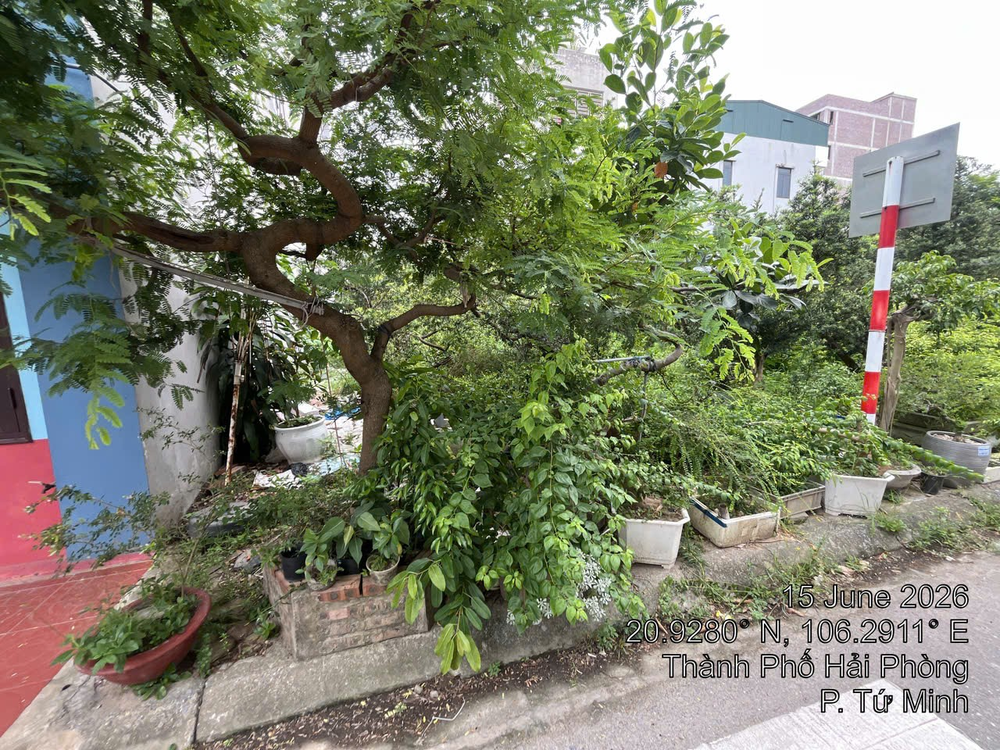 15 June 2026
20.9280° N, 106.2911° E
Thành Phố Hải Phòng
P. Tứ Minh